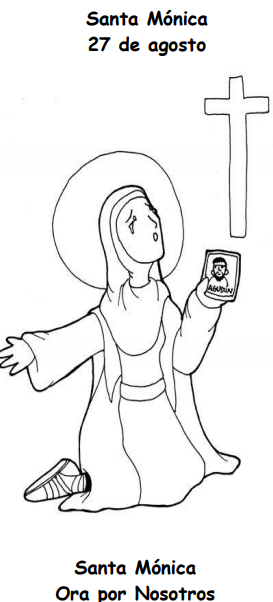 Santa Mónica
27 de agosto
AGUSTIN
Santa Mónica
Ora por Nosotros